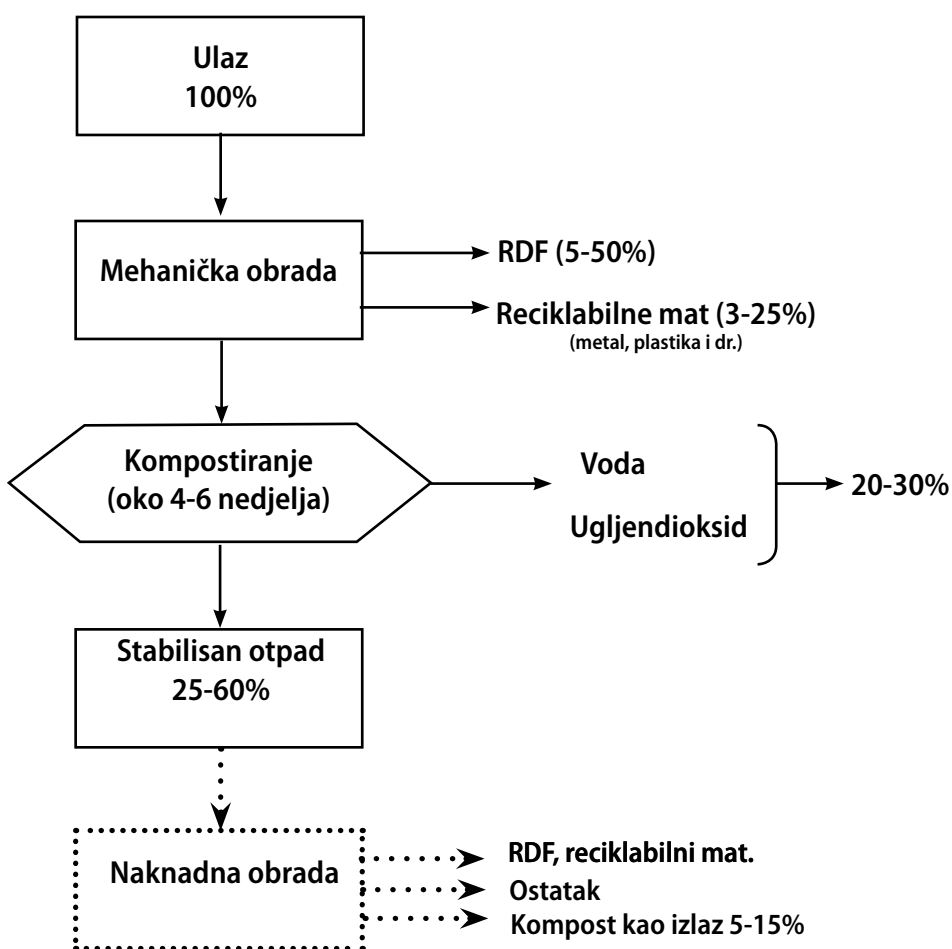 Ulaz
100%
Mehanička obrada
RDF (5-50%)
Reciklabilne mat (3-25%)
(metal, plastika i dr.)
Kompostiranje
(oko 4-6 nedjelja)
Voda
Ugljendioksid
20-30%
Stabilisan otpad
25-60%
Naknadna obrada
RDF, reciklabilni mat.
Ostatak
Kompost kao izlaz 5-15%